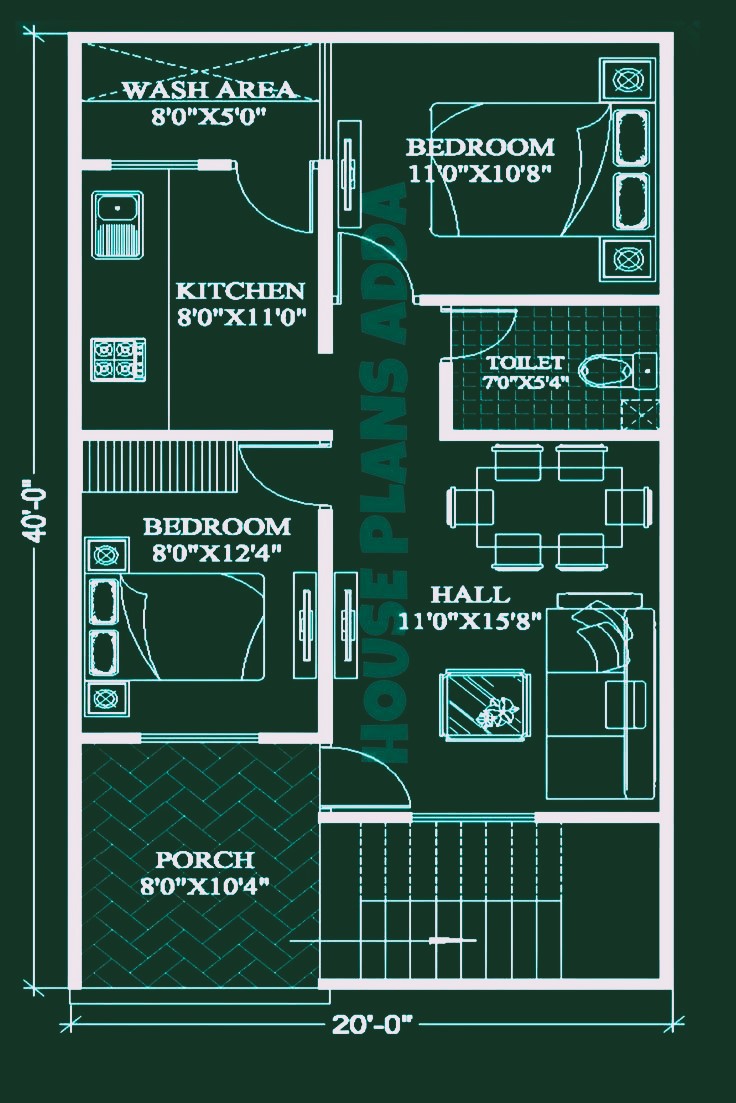 WASH AREA
8'0"X5'0"
BEDROOM
11'0"X10'8"
KITCHEN
8'0"X11'0"
TOILET
7'0"X5'4"
HOUSE PLANS ADDA
40'-0"
BEDROOM
8'0"X12'4"
HALL
11'0"X15'8"
PORCH
8'0"X10'4"
20'-0"